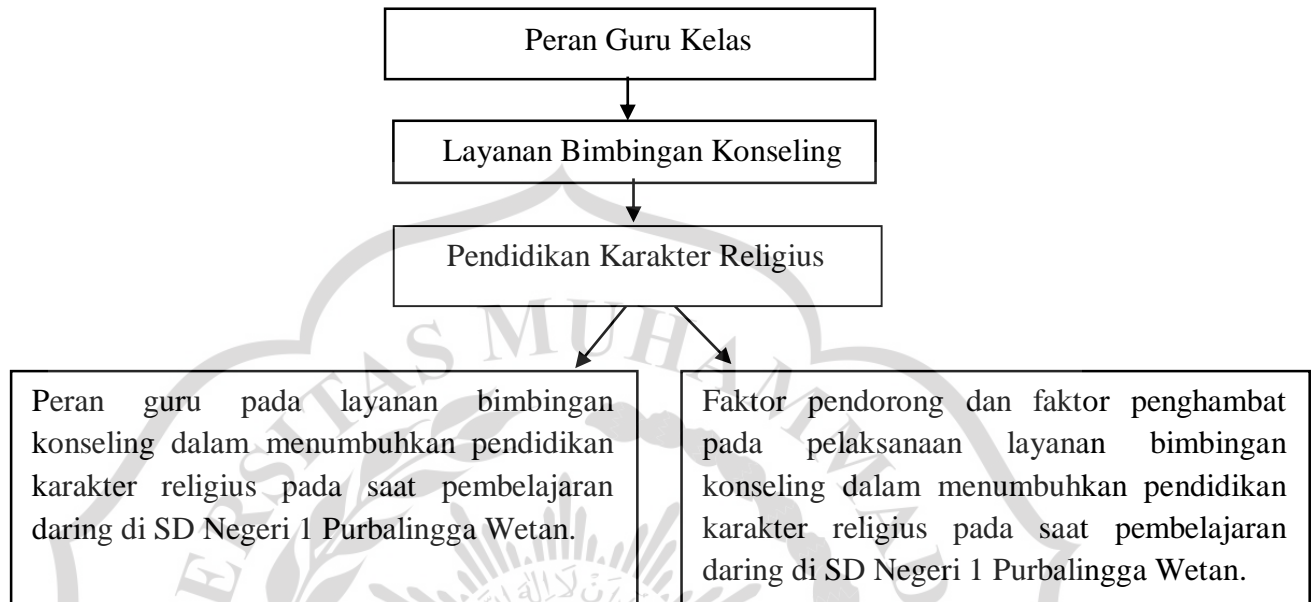 Peran Guru Kelas
Layanan Bimbingan Konseling
Pendidikan Karakter Religius
ERSITAS MUHAMMAD
Peran guru pada layanan bimbingan
konseling dalam menumbuhkan pendidikan
karakter religius pada saat pembelajaran
daring di SD Negeri 1 Purbalingga Wetan.
Faktor pendorong dan faktor penghambat
pada pelaksanaan layanan bimbingan
konseling dalam menumbuhkan pendidikan
karakter religius pada saat pembelajaran
daring di SD Negeri 1 Purbalingga Wetan.